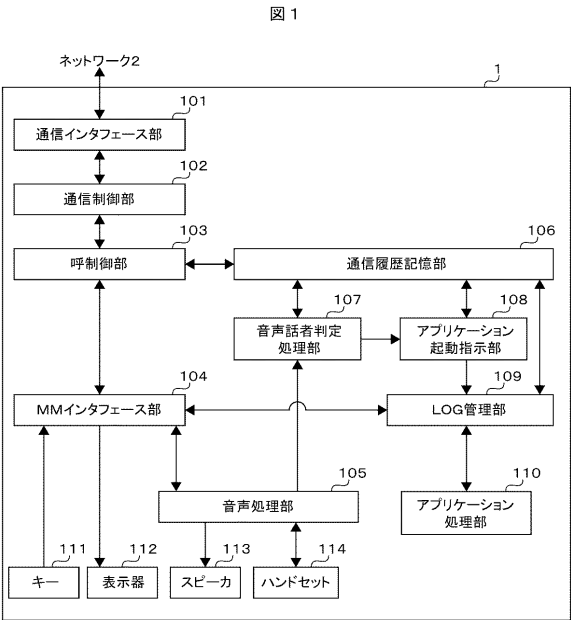 図1
ネットワーク2
1
101
通信インタフェース部
102
通信制御部
103
呼制御部
106
通信履歴記憶部
107
音声話者判定
処理部
108
アプリケーション
起動指示部
104
MMインタフェース部
109
LOG管理部
105
音声処理部
110
アプリケーション
処理部
111
キー
112
表示器
113
スピーカ
114
ハンドセット